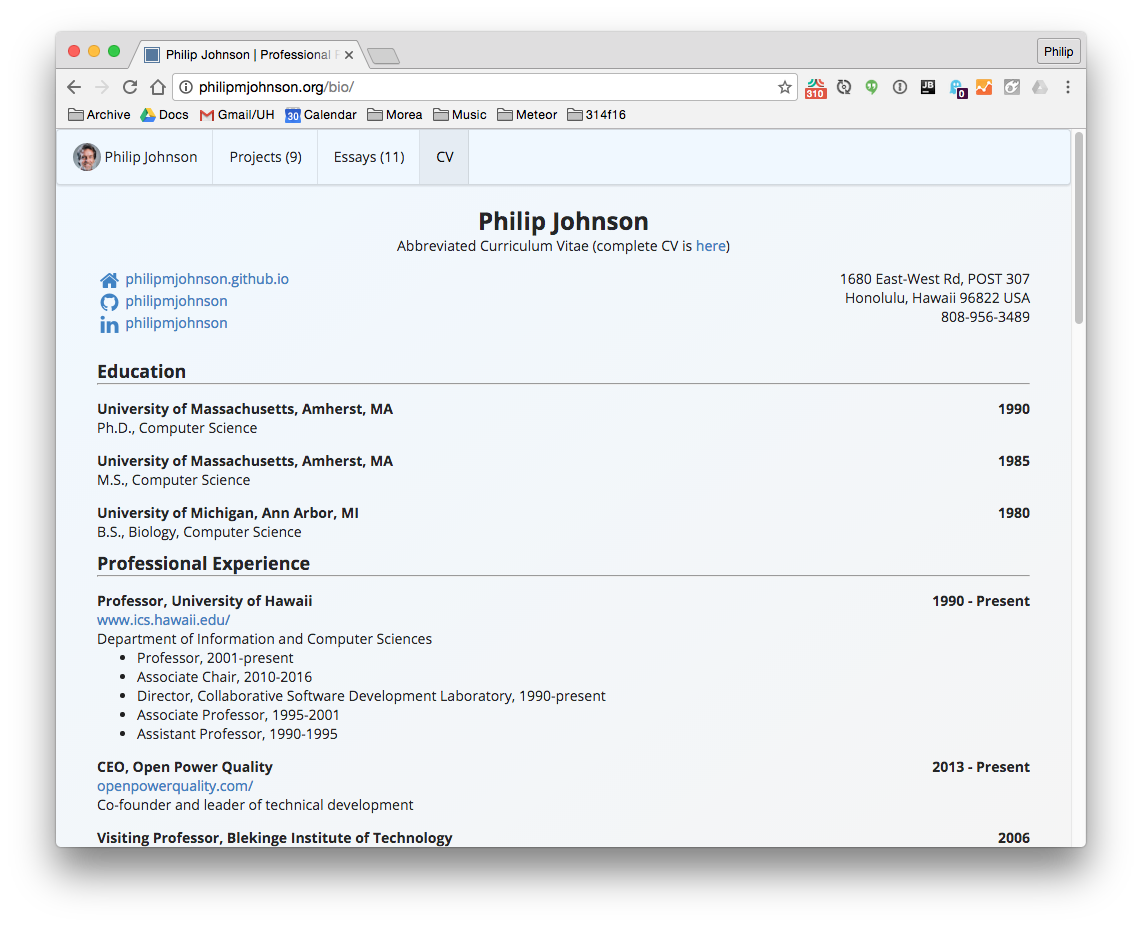 Philip Johnson | Professional
Philip
philipmjohnson.org/bio/
310
JB
0
Archive Docs Gmail/UH 30 Calendar Morea Music Meteor 314f16
Philip Johnson Projects (9) Essays (11) CV
Philip Johnson
Abbreviated Curriculum Vitae (complete CV is here)
philipmjohnson.github.io
philipmjohnson
in philipmjohnson
1680 East-West Rd, POST 307
Honolulu, Hawaii 96822 USA
808-956-3489
Education
University of Massachusetts, Amherst, MA 1990
Ph.D., Computer Science
University of Massachusetts, Amherst, MA 1985
M.S., Computer Science
University of Michigan, Ann Arbor, MI 1980
B.S., Biology, Computer Science
Professional Experience
Professor, University of Hawaii 1990 - Present
www.ics.hawaii.edu/
Department of Information and Computer Sciences
Professor, 2001-present
Associate Chair, 2010-2016
Director, Collaborative Software Development Laboratory, 1990-present
Associate Professor, 1995-2001
Assistant Professor, 1990-1995
CEO, Open Power Quality 2013 - Present
openpowerquality.com/
Co-founder and leader of technical development
Visiting Professor, Blekinge Institute of Technology 2006